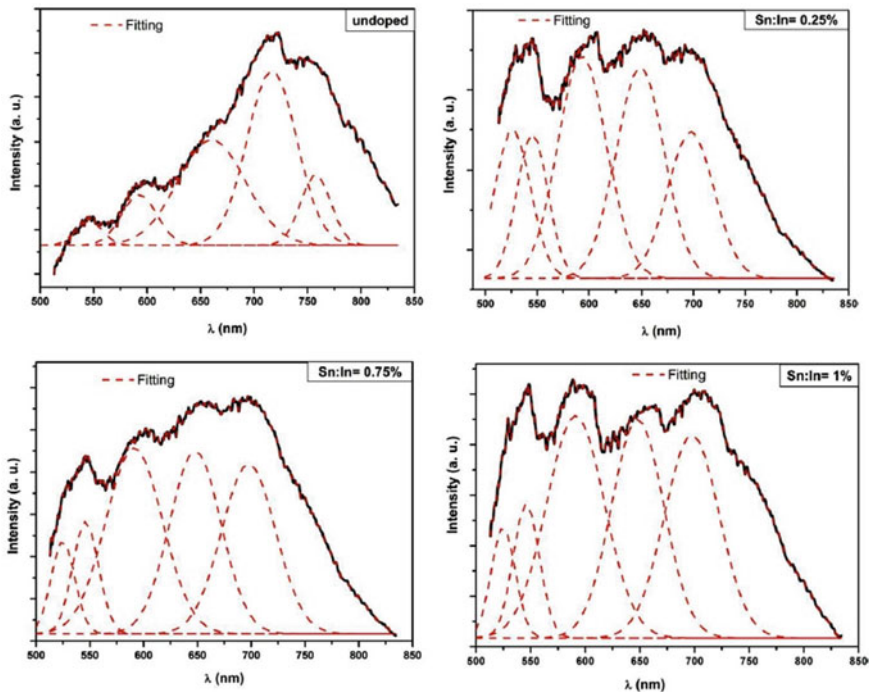 undoped
Fitting
Intensity (a. u.)
500 550 600 650 700 750 800 850
λ (nm)
Sn:In= 0.25%
Fitting
Intensity (a. u.)
500 550 600 650 700 750 800 850
λ (nm)
Sn:In= 0.75%
Fitting
Intensity (a. u.)
500 550 600 650 700 750 800 850
λ (nm)
Sn:In= 1%
Fitting
Intensity (a. u.)
500 550 600 650 700 750 800 850
λ (nm)